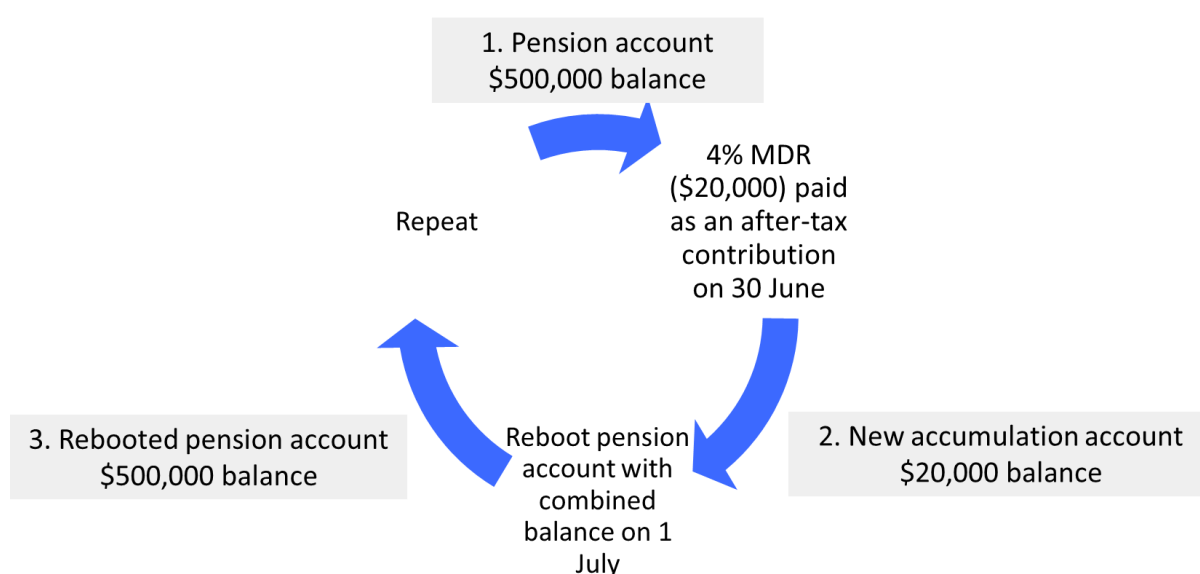 1. Pension account
$500,000 balance
4% MDR
($20,000) paid
as an after-tax
contribution
on 30 June
Repeat
2. New accumulation account
$20,000 balance
Reboot pension
account with
combined
balance on 1
July
3. Rebooted pension account
$500,000 balance